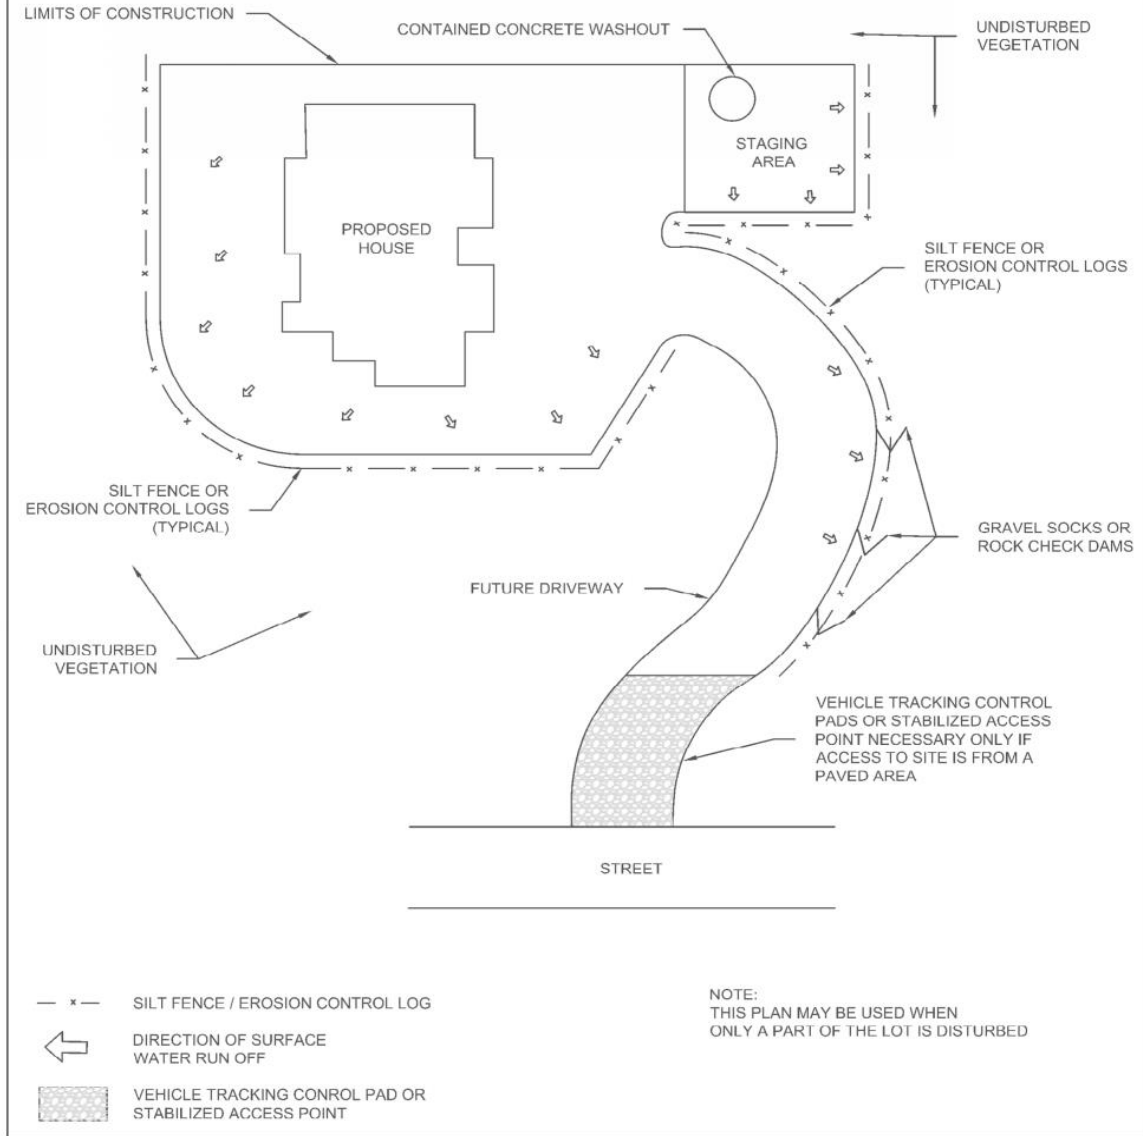 LIMITS OF CONSTRUCTION
CONTAINED CONCRETE WASHOUT
UNDISTURBED
VEGETATION
STAGING
AREA
PROPOSED
HOUSE
SILT FENCE OR
EROSION CONTROL LOGS
(TYPICAL)
SILT FENCE OR
EROSION CONTROL LOGS
(TYPICAL)
GRAVEL SOCKS OR
ROCK CHECK DAMS
FUTURE DRIVEWAY
UNDISTURBED
VEGETATION
VEHICLE TRACKING CONTROL
PADS OR STABILIZED ACCESS
POINT NECESSARY ONLY IF
ACCESS TO SITE IS FROM A
PAVED AREA
STREET
SILT FENCE / EROSION CONTROL LOG
DIRECTION OF SURFACE
WATER RUN OFF
VEHICLE TRACKING CONROL PAD OR
STABILIZED ACCESS POINT
NOTE:
THIS PLAN MAY BE USED WHEN
ONLY A PART OF THE LOT IS DISTURBED